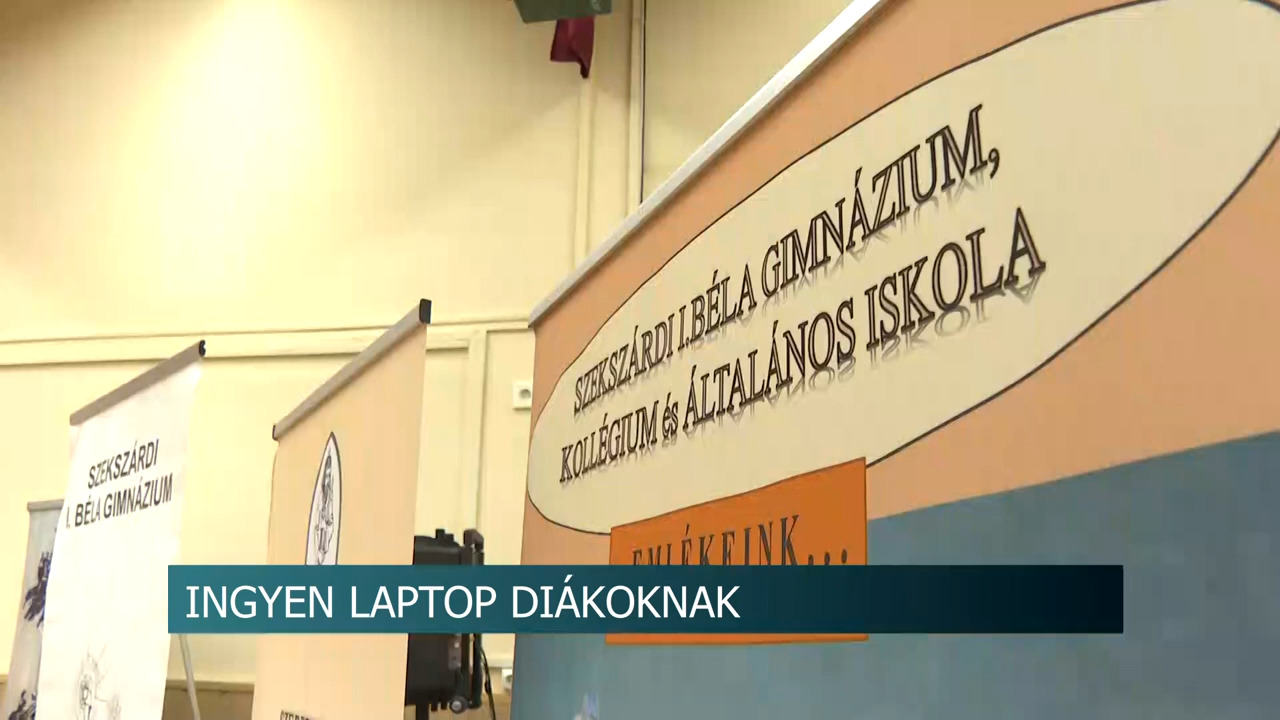 SZEKSZÁRDI I.BÉLA GIMNÁZIUM,
KOLLÉGIUM és ÁLTALÁNOS ISKOLA
EMLÉKEINK...
SZEKSZÁRDI
I. BÉLA GIMNÁZIUM
INGYEN LAPTOP DIÁKOKNAK